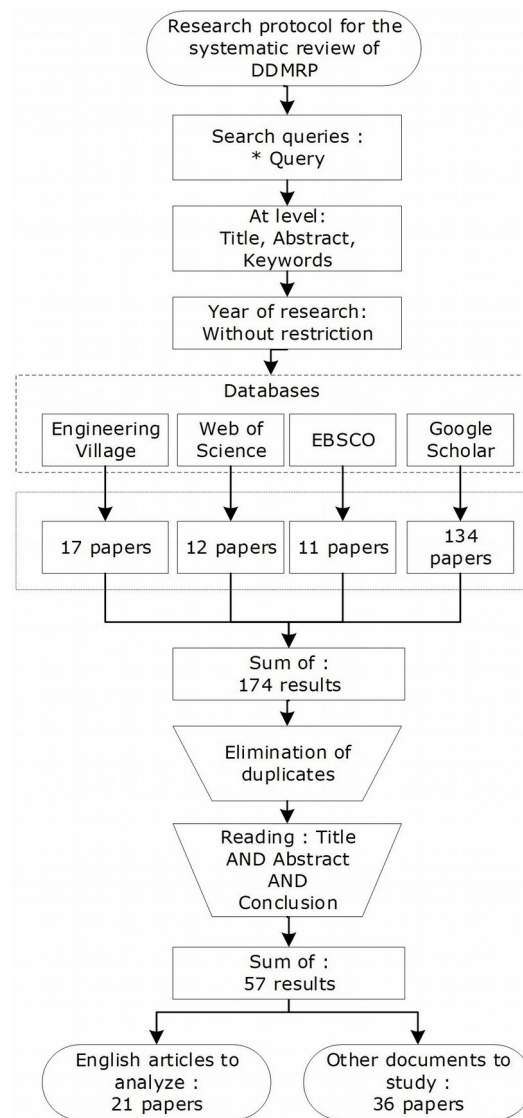 Research protocol for the
systematic review of
DDMRP
Search queries :
* Query
At level:
Title, Abstract,
Keywords
Year of research:
Without restriction
Databases
Engineering
Village
Web of
Science
EBSCO
Google
Scholar
17 papers
12 papers
11 papers
134
papers
Sum of :
174 results
Elimination of
duplicates
Reading : Title
AND Abstract
AND
Conclusion
Sum of :
57 results
English articles to
analyze :
21 papers
Other documents to
study :
36 papers